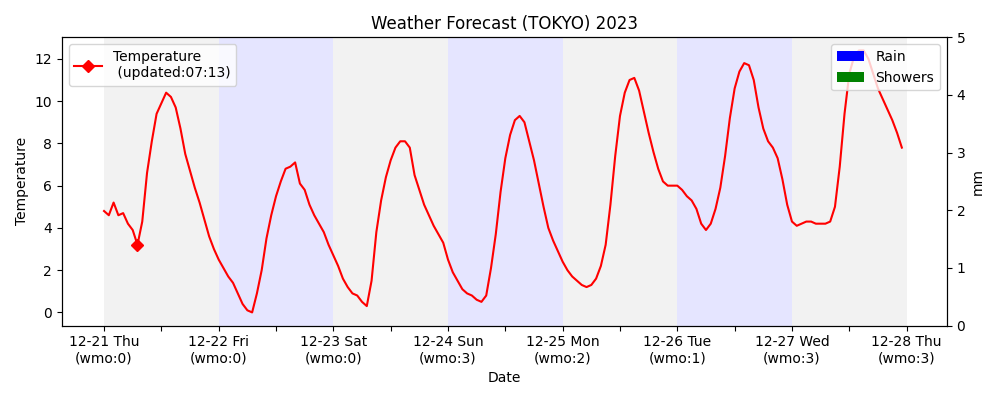 Weather Forecast (TOKYO) 2023
Temperature
(updated:07:13)
Rain
Showers
Temperature
12
10
8
6
4
2
0
5
4
3
2
1
0
mm
12-21 Thu 12-22 Fri 12-23 Sat 12-24 Sun 12-25 Mon 12-26 Tue 12-27 Wed 12-28 Thu
(wmo:0) (wmo:0) (wmo:0) (wmo:3) (wmo:2) (wmo:1) (wmo:3) (wmo:3)
Date